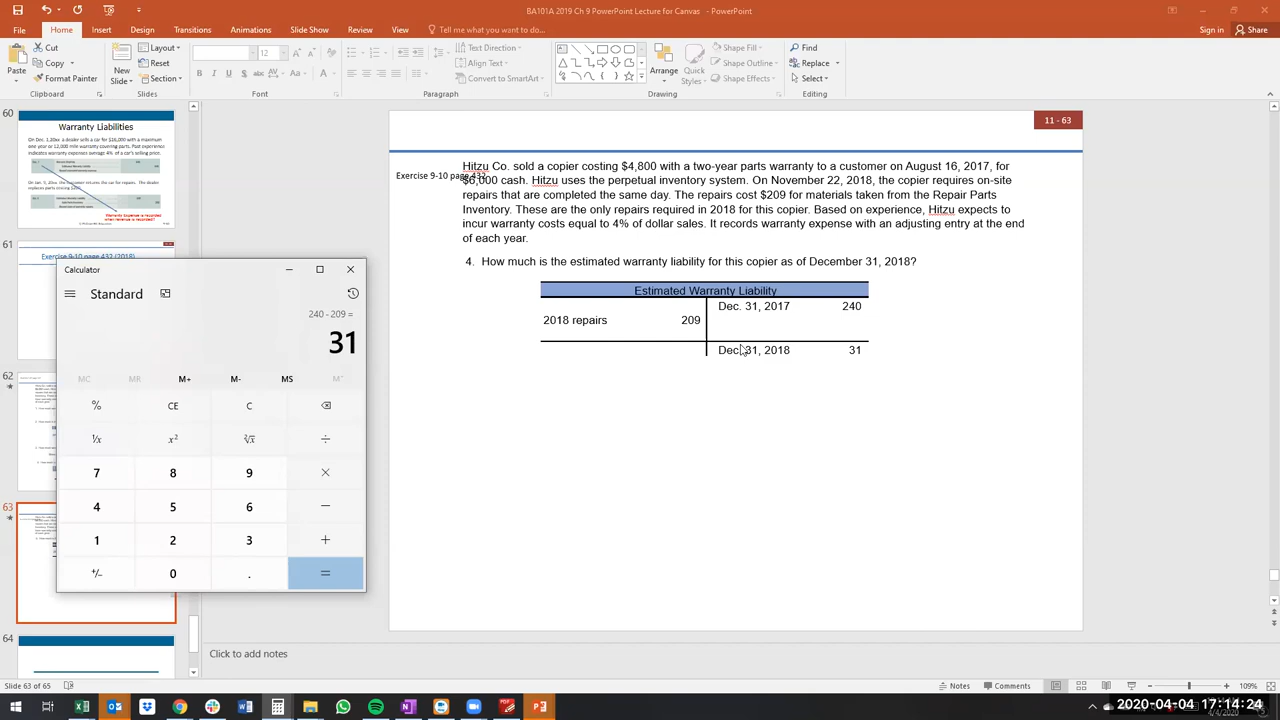 BA101A 2019 Ch 9 PowerPoint Lecture for Canvas - PowerPoint
File Home Insert Design Transitions Animations Slide Show Review View Tell me what you want to do... Sign in Share
Paste Cut Copy Format Painter
Clipboard
New Slide Layout Reset Section
Slides
12
Font
Text Direction Align Text Convert to SmartArt
Paragraph
Arrange Quick Styles Shape Fill Shape Outline Shape Effects
Drawing
Find Replace Select
Editing
60
Warranty Liabilities
61
Exercise 9-10 page 432 (2018)
62
63
64
Calculator
Standard
240 - 209 =
31
MC MR M+ M- MS
% CE C
7 8 9 ×
4 5 6 −
1 2 3 +
+/- 0 . =
11 - 63
Hitzu Co. sold a copier costing $4,800 with a two-year parts warranty to a customer on August 16, 2017, for
$6,000 cash. Hitzu uses the perpetual inventory system. On November 22, 2018, the copier requires on-site
repairs that are completed the same day. The repairs cost $209 for materials taken from the Repair Parts
Inventory. These are the only repairs required in 2018 for this copier. Based on experience, Hitzu expects to
incur warranty costs equal to 4% of dollar sales. It records warranty expense with an adjusting entry at the end
of each year.
Exercise 9-10 page
4. How much is the estimated warranty liability for this copier as of December 31, 2018?
Estimated Warranty Liability
Dec. 31, 2017 240
2018 repairs 209
Dec. 31, 2018 31
Click to add notes
Slide 63 of 65 Notes Comments 109%
2020-04-04 17:14:24
4/4/2020